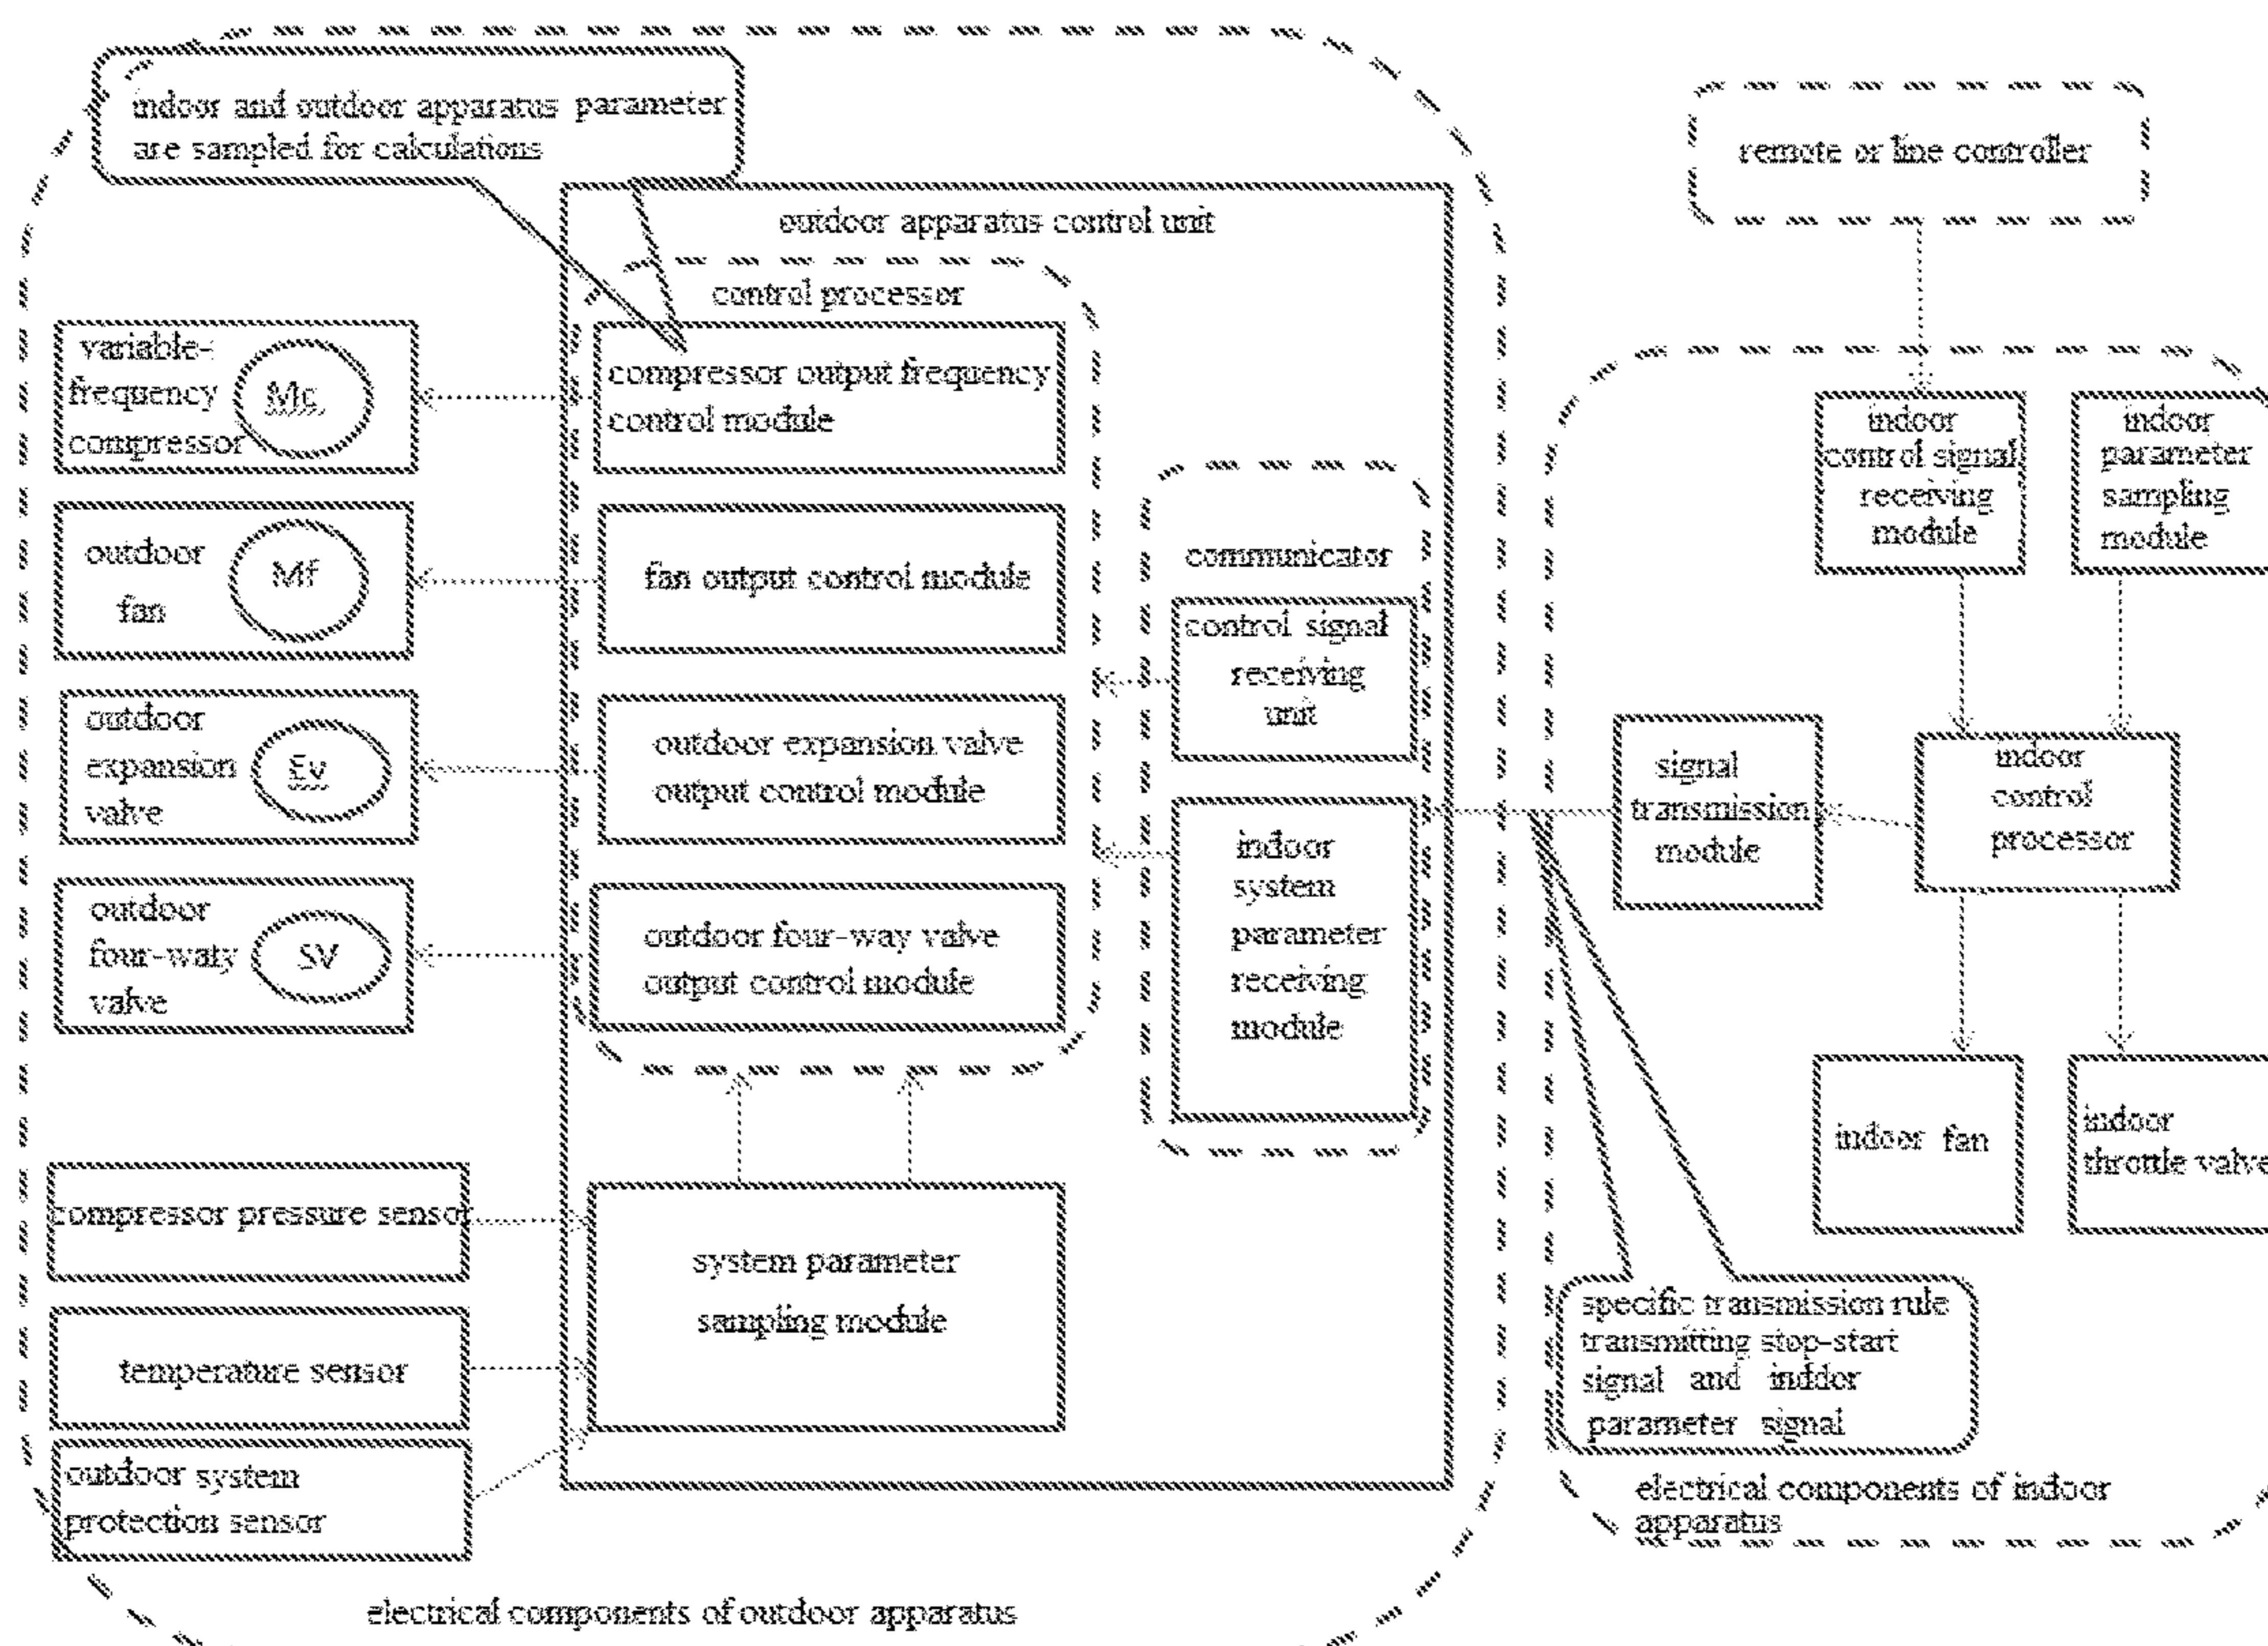 indoor and outdoor apparatus parameter
are sampled for calculations
outdoor apparatus control unit
control processor
variable-
frequency
compressor
Mc
compressor output frequency
control module
outdoor
fan
Mf
fan output control module
outdoor
expansion
valve
Ev
outdoor expansion valve
output control module
outdoor
four-waty
valve
SV
outdoor four-way valve
output control module
communicator
control signal
receiving
unit
indoor
system
parameter
receiving
module
compressor pressure sensor
temperature sensor
outdoor system
protection sensor
system parameter
sampling module
electrical components of outdoor apparatus
remote or line controller
indoor
control signal
receiving
module
indoor
parameter
sampling
module
signal
transmission
module
indoor
control
processor
indoor fan
indoor
throttle valve
specific transmission rule
transmitting stop-start
signal and inddor
parameter signal
electrical components of indoor
apparatus